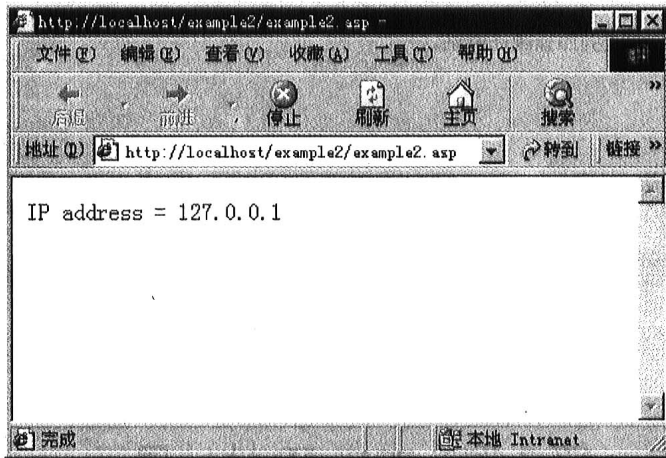 http://localhost/example2/example2.asp -
文件(F) 编辑(E) 查看(V) 收藏(A) 工具(T) 帮助(H)
后退 前进 停止 刷新 主页 搜索 »
地址(D) http://localhost/example2/example2.asp 转到 链接 »
IP address = 127.0.0.1
完成 本地 Intranet